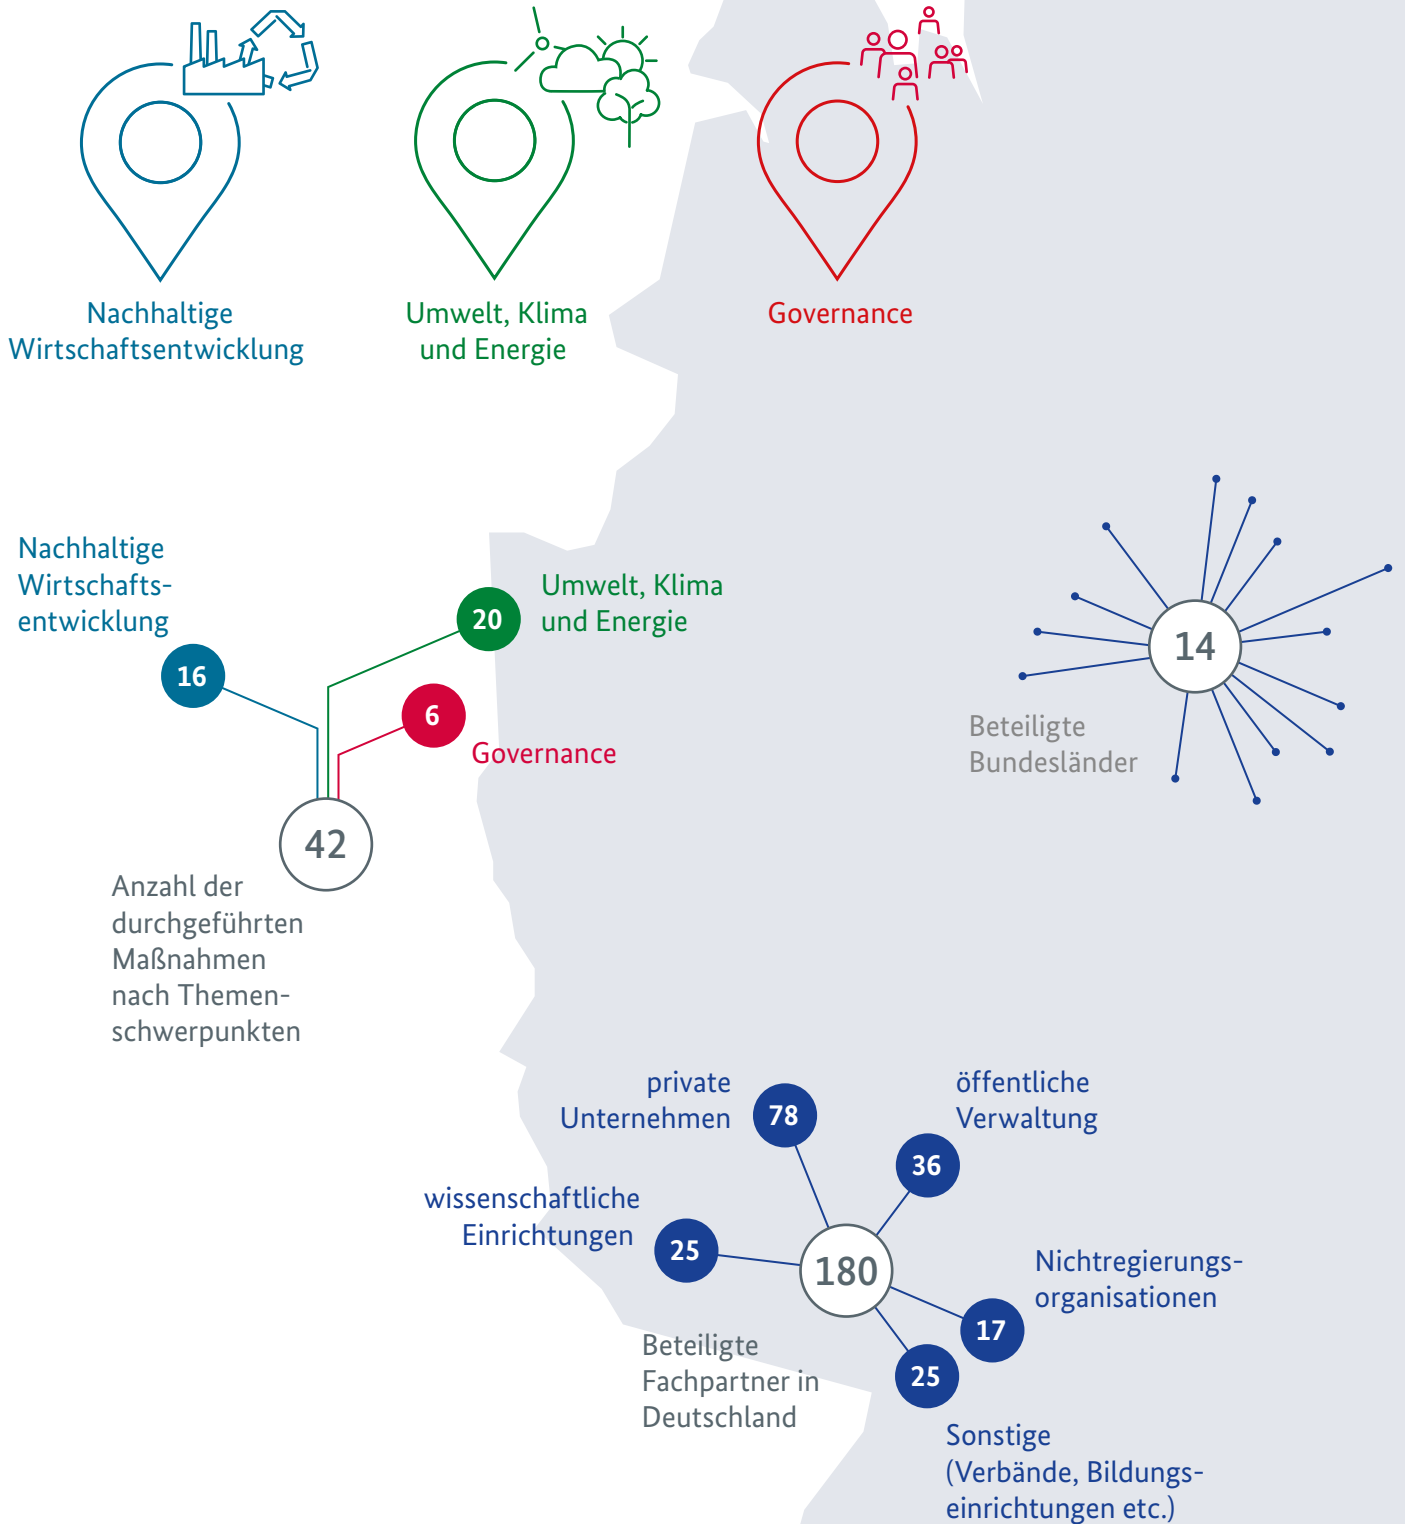 Nachhaltige
Wirtschaftsentwicklung
Umwelt, Klima
und Energie
Governance
Nachhaltige
Wirtschafts-
entwicklung
16
20
Umwelt, Klima
und Energie
6
Governance
42
Anzahl der
durchgeführten
Maßnahmen
nach Themen-
schwerpunkten
14
Beteiligte
Bundesländer
private
Unternehmen
78
öffentliche
Verwaltung
36
wissenschaftliche
Einrichtungen
25
180
Nichtregierungs-
organisationen
17
Beteiligte
Fachpartner in
Deutschland
25
Sonstige
(Verbände, Bildungs-
einrichtungen etc.)